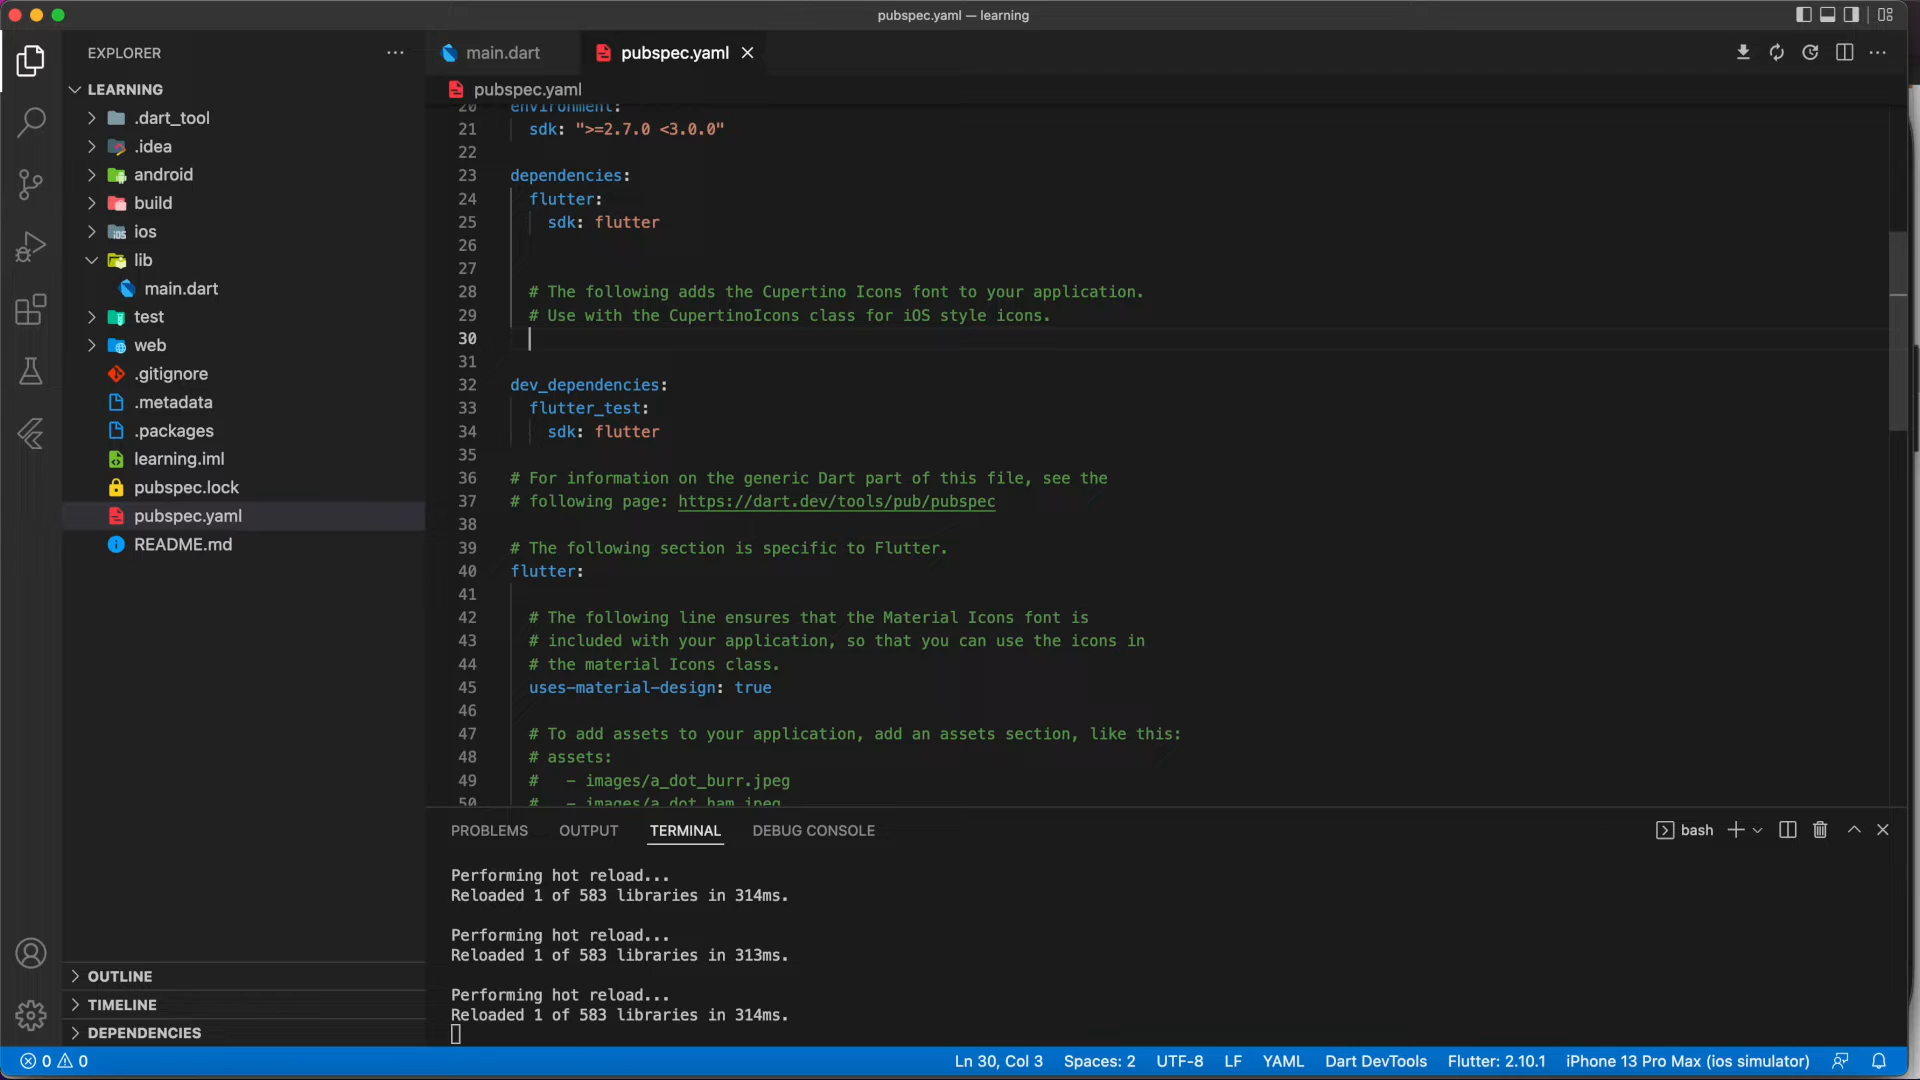 pubspec.yaml — learning
EXPLORER
LEARNING
.dart_tool
.idea
android
build
ios
lib
main.dart
test
web
.gitignore
.metadata
.packages
learning.iml
pubspec.lock
pubspec.yaml
README.md
OUTLINE
TIMELINE
DEPENDENCIES
main.dart
pubspec.yaml
pubspec.yaml
20 environment:
21 sdk: ">=2.7.0 <3.0.0"
22
23 dependencies:
24 flutter:
25 sdk: flutter
26
27
28 # The following adds the Cupertino Icons font to your application.
29 # Use with the CupertinoIcons class for iOS style icons.
30
31
32 dev_dependencies:
33 flutter_test:
34 sdk: flutter
35
36 # For information on the generic Dart part of this file, see the
37 # following page: https://dart.dev/tools/pub/pubspec
38
39 # The following section is specific to Flutter.
40 flutter:
41
42 # The following line ensures that the Material Icons font is
43 # included with your application, so that you can use the icons in
44 # the material Icons class.
45 uses-material-design: true
46
47 # To add assets to your application, add an assets section, like this:
48 # assets:
49 #   - images/a_dot_burr.jpeg
50 #   - images/a_dot_ham.jpeg
PROBLEMS OUTPUT TERMINAL DEBUG CONSOLE
bash
Performing hot reload...
Reloaded 1 of 583 libraries in 314ms.
Performing hot reload...
Reloaded 1 of 583 libraries in 313ms.
Performing hot reload...
Reloaded 1 of 583 libraries in 314ms.
0 0 Ln 30, Col 3 Spaces: 2 UTF-8 LF YAML Dart DevTools Flutter: 2.10.1 iPhone 13 Pro Max (ios simulator)